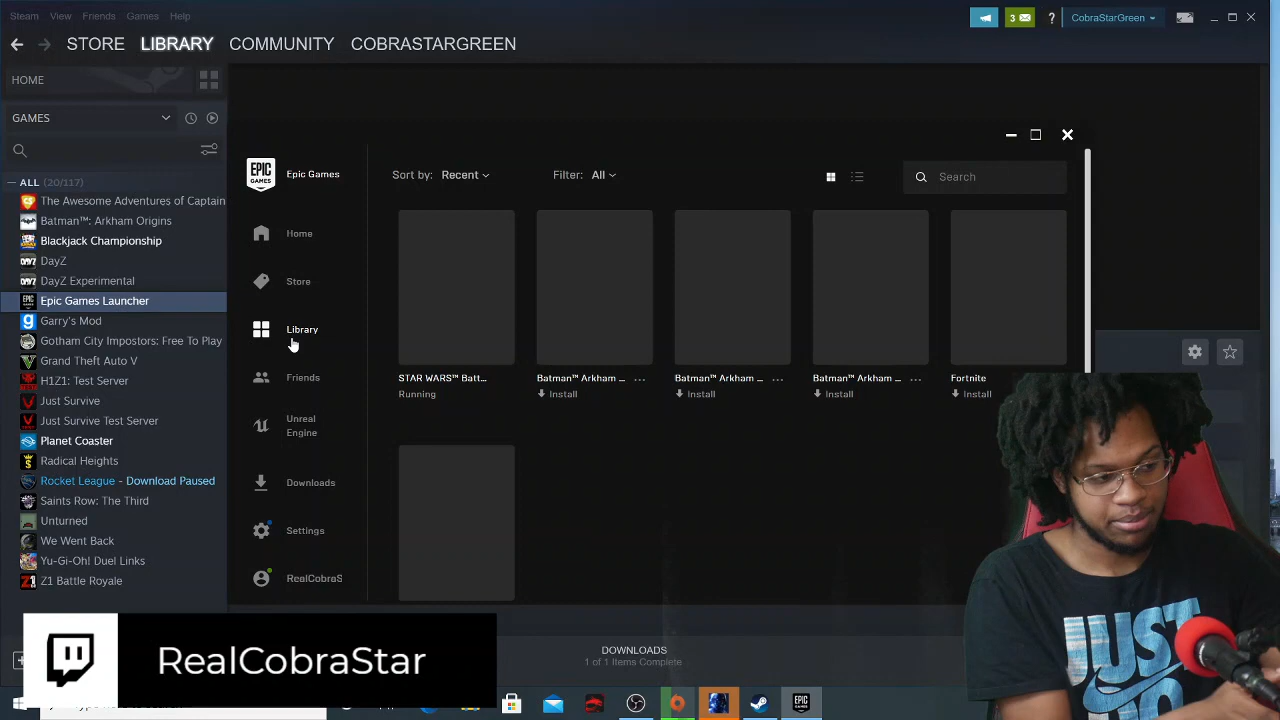 Steam View Friends Games Help
3
?
CobraStarGreen
STORE LIBRARY COMMUNITY COBRASTARGREEN
HOME
GAMES
ALL (20/117)
The Awesome Adventures of Captain
Batman™: Arkham Origins
Blackjack Championship
DayZ
DayZ Experimental
Epic Games Launcher
Garry's Mod
Gotham City Impostors: Free To Play
Grand Theft Auto V
H1Z1: Test Server
Just Survive
Just Survive Test Server
Planet Coaster
Radical Heights
Rocket League - Download Paused
Saints Row: The Third
Unturned
We Went Back
Yu-Gi-Oh! Duel Links
Z1 Battle Royale
EPIC GAMES
Epic Games
Home
Store
Library
Friends
Unreal
Engine
Downloads
Settings
RealCobraS
Sort by: Recent
Filter: All
Search
STAR WARS™ Batt...
Running
Batman™ Arkham ...
Install
Batman™ Arkham ...
Install
Batman™ Arkham ...
Install
Fortnite
Install
DOWNLOADS
1 of 1 Items Complete
RealCobraStar
JUST